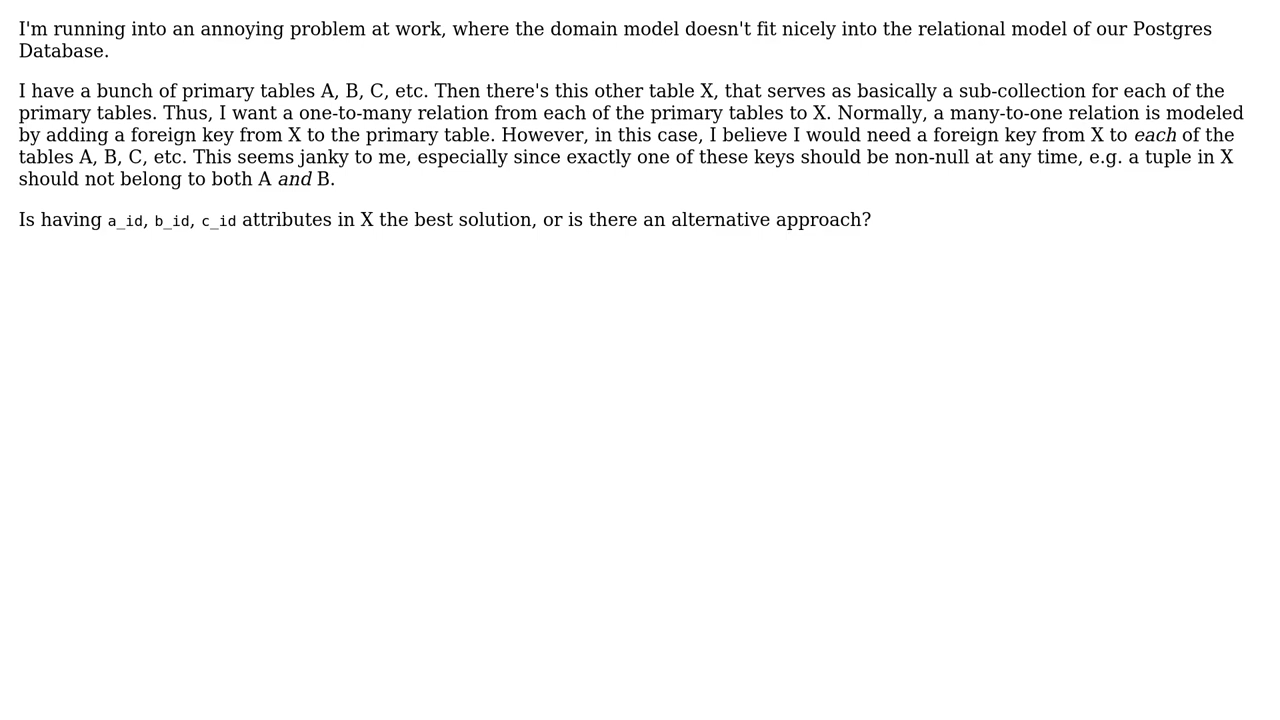 I'm running into an annoying problem at work, where the domain model doesn't fit nicely into the relational model of our Postgres
Database.
I have a bunch of primary tables A, B, C, etc. Then there's this other table X, that serves as basically a sub-collection for each of the
primary tables. Thus, I want a one-to-many relation from each of the primary tables to X. Normally, a many-to-one relation is modeled
by adding a foreign key from X to the primary table. However, in this case, I believe I would need a foreign key from X to each of the
tables A, B, C, etc. This seems janky to me, especially since exactly one of these keys should be non-null at any time, e.g. a tuple in X
should not belong to both A and B.
Is having a_id, b_id, c_id attributes in X the best solution, or is there an alternative approach?